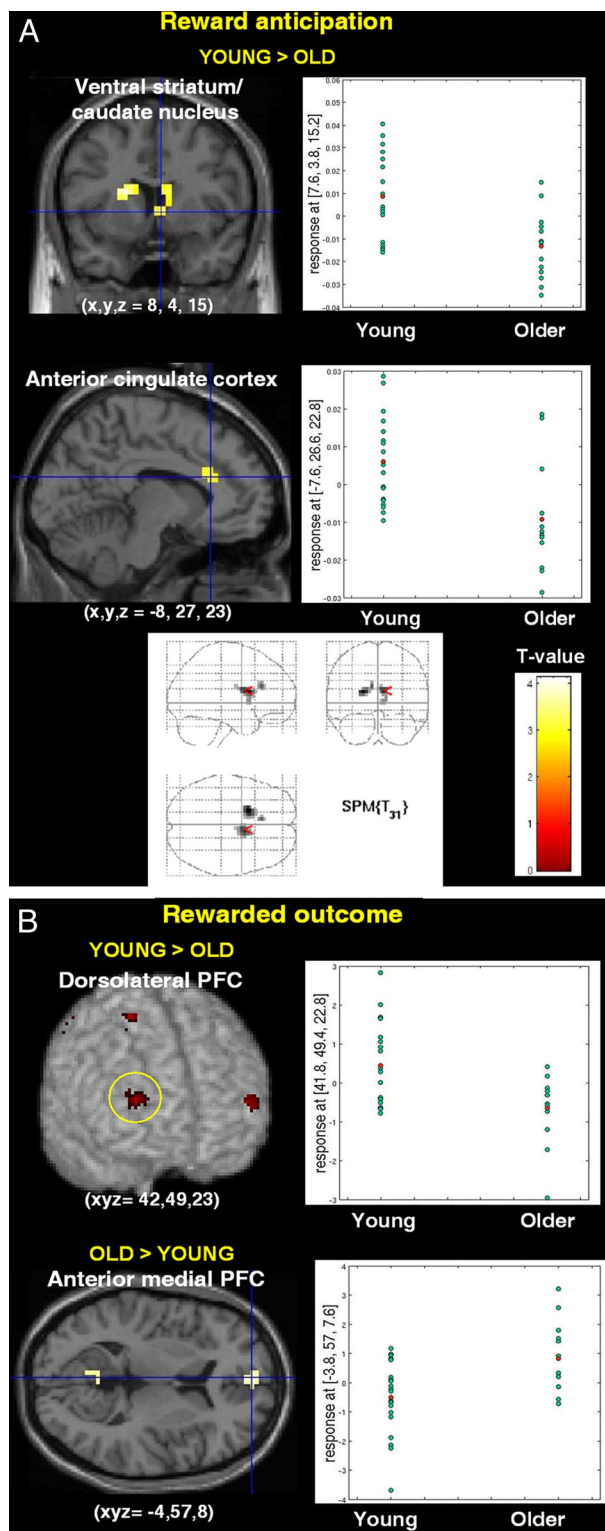 A
Reward anticipation
YOUNG > OLD
Ventral striatum/
caudate nucleus
(x,y,z = 8, 4, 15)
response at [7.6, 3.8, 15.2]
0.06
0.05
0.04
0.03
0.02
0.01
0
-0.01
-0.02
-0.03
-0.04
Young Older
Anterior cingulate cortex
(x,y,z = -8, 27, 23)
response at [-7.6, 26.6, 22.8]
0.03
0.02
0.01
0
-0.01
-0.02
-0.03
Young Older
SPM{T31}
T-value
4
3
2
1
0
B
Rewarded outcome
YOUNG > OLD
Dorsolateral PFC
(xyz= 42,49,23)
response at [41.8, 49.4, 22.8]
3
2
1
0
-1
-2
-3
Young Older
OLD > YOUNG
Anterior medial PFC
(xyz= -4,57,8)
response at [-3.8, 57, 7.6]
4
3
2
1
0
-1
-2
-3
-4
Young Older